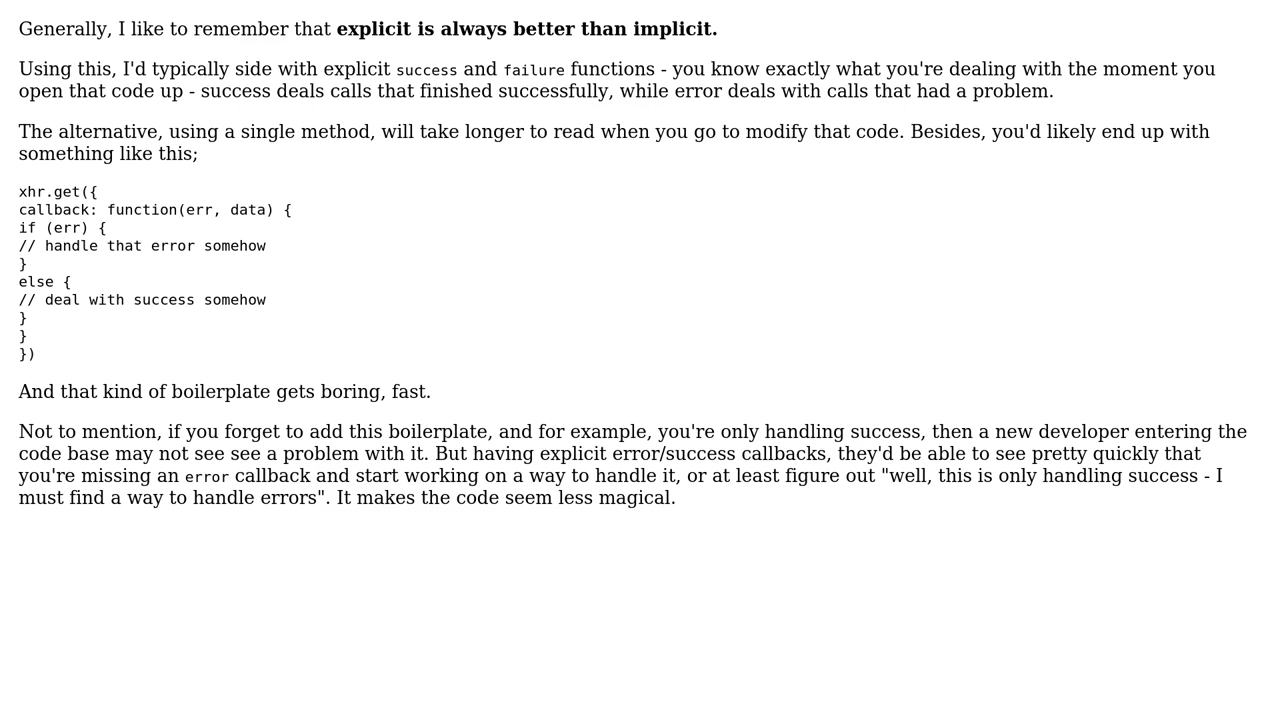 Generally, I like to remember that explicit is always better than implicit.
Using this, I'd typically side with explicit success and failure functions - you know exactly what you're dealing with the moment you
open that code up - success deals calls that finished successfully, while error deals with calls that had a problem.
The alternative, using a single method, will take longer to read when you go to modify that code. Besides, you'd likely end up with
something like this;
xhr.get({
callback: function(err, data) {
if (err) {
// handle that error somehow
}
else {
// deal with success somehow
}
}
})
And that kind of boilerplate gets boring, fast.
Not to mention, if you forget to add this boilerplate, and for example, you're only handling success, then a new developer entering the
code base may not see see a problem with it. But having explicit error/success callbacks, they'd be able to see pretty quickly that
you're missing an error callback and start working on a way to handle it, or at least figure out "well, this is only handling success - I
must find a way to handle errors". It makes the code seem less magical.